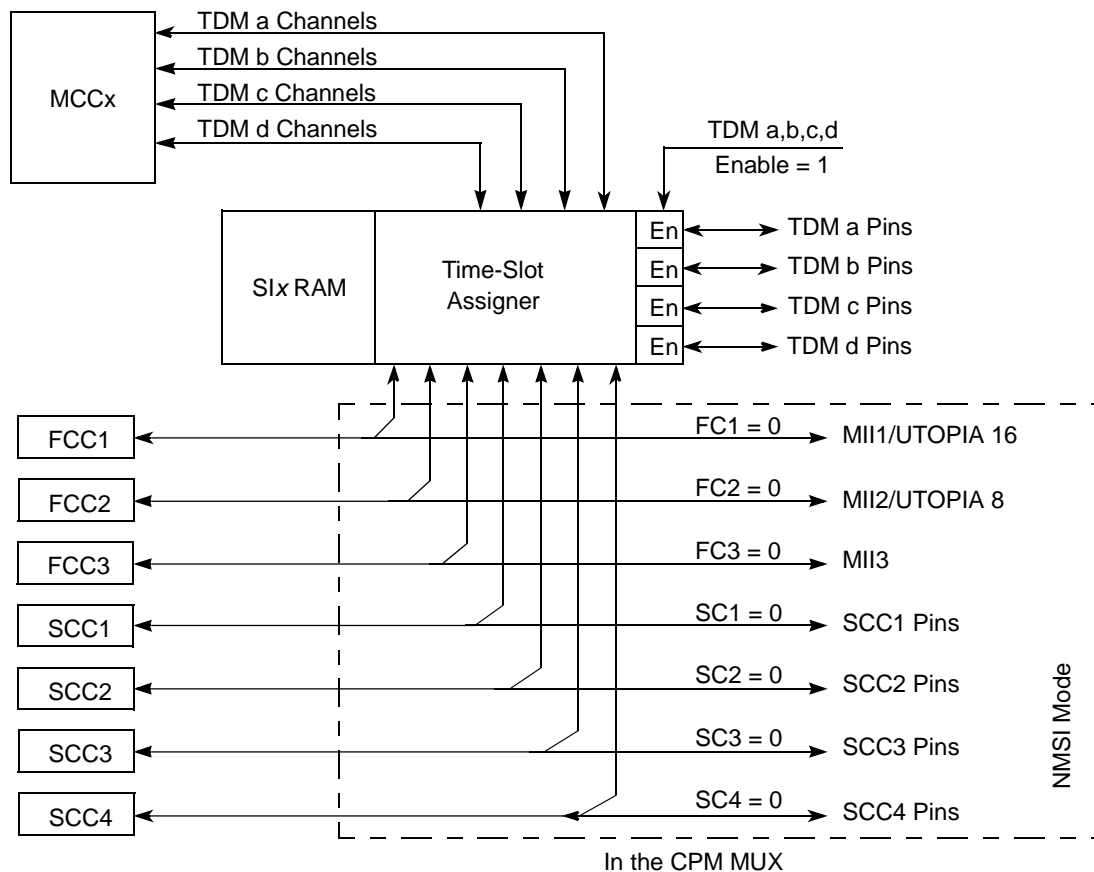 TDM a Channels
TDM b Channels
MCCx
TDM c Channels
TDM d Channels
TDM a,b,c,d
Enable = 1
SIx RAM
Time-Slot
Assigner
En
TDM a Pins
En
TDM b Pins
En
TDM c Pins
En
TDM d Pins
FCC1
FC1 = 0
MII1/UTOPIA 16
FCC2
FC2 = 0
MII2/UTOPIA 8
FCC3
FC3 = 0
MII3
SCC1
SC1 = 0
SCC1 Pins
SCC2
SC2 = 0
SCC2 Pins
SCC3
SC3 = 0
SCC3 Pins
SCC4
SC4 = 0
SCC4 Pins
NMSI Mode
In the CPM MUX